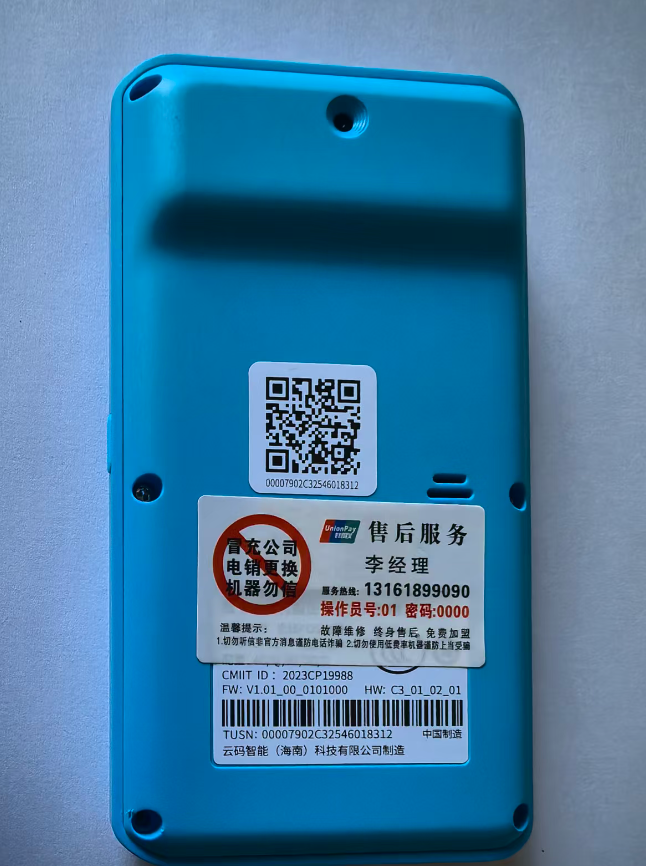 00007902C32546018312
冒充公司
电销更换
机器勿信
UnionPay
银联
售后服务
李经理
服务热线: 13161899090
操作员号:01 密码:0000
温馨提示:
故障维修 终身售后 免费加盟
1.切勿听信非官方消息谨防电话诈骗 2.切勿使用低费率机器谨防上当受骗
CMIIT ID: 2023CP19988
FW: V1.01_00_0101000 HW: C3_01_02_01
TUSN: 00007902C32546018312 中国制造
云码智能（海南）科技有限公司制造